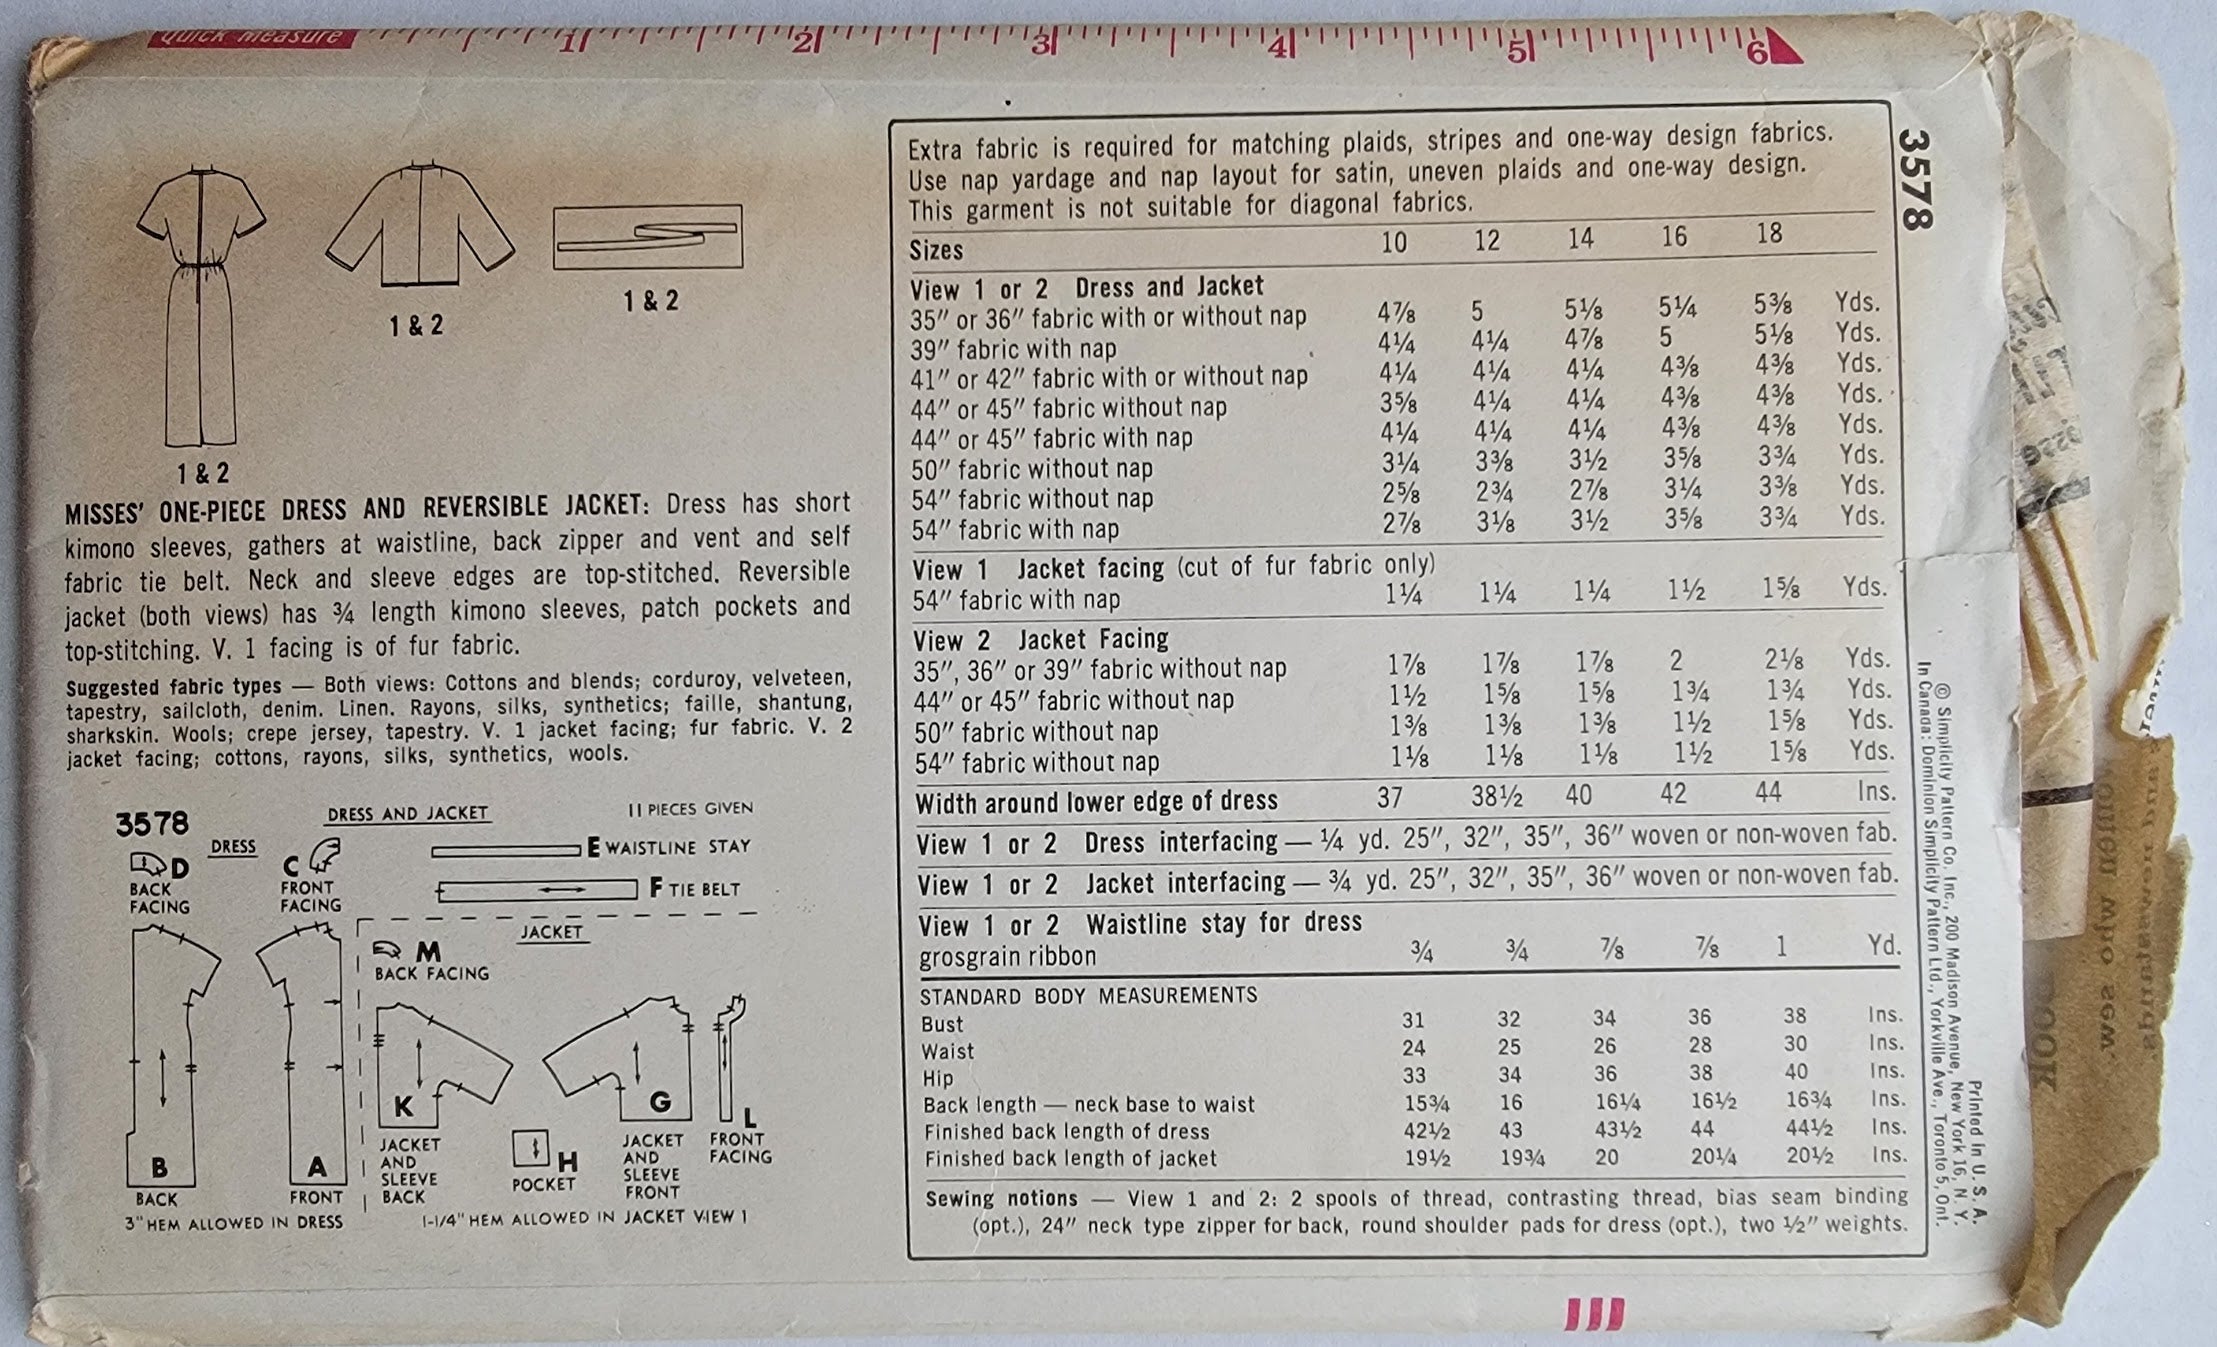 Quick Measure 1 2 3 4 5 6
1 & 2
1 & 2
1 & 2
MISSES' ONE-PIECE DRESS AND REVERSIBLE JACKET: Dress has short
kimono sleeves, gathers at waistline, back zipper and vent and self
fabric tie belt. Neck and sleeve edges are top-stitched. Reversible
jacket (both views) has ¾ length kimono sleeves, patch pockets and
top-stitching. V. 1 facing is of fur fabric.
Suggested fabric types — Both views: Cottons and blends; corduroy, velveteen,
tapestry, sailcloth, denim. Linen. Rayons, silks, synthetics; faille, shantung,
sharkskin. Wools; crepe jersey, tapestry. V. 1 jacket facing; fur fabric. V. 2
jacket facing; cottons, rayons, silks, synthetics, wools.
3578
DRESS AND JACKET
11 PIECES GIVEN
DRESS
D
BACK
FACING
C
FRONT
FACING
E WAISTLINE STAY
F TIE BELT
JACKET
M
BACK FACING
B
BACK
A
FRONT
3" HEM ALLOWED IN DRESS
K
JACKET
AND
SLEEVE
BACK
H
POCKET
G
JACKET
AND
SLEEVE
FRONT
L
FRONT
FACING
1-1/4" HEM ALLOWED IN JACKET VIEW 1
Extra fabric is required for matching plaids, stripes and one-way design fabrics.
Use nap yardage and nap layout for satin, uneven plaids and one-way design.
This garment is not suitable for diagonal fabrics.
Sizes 10 12 14 16 18
View 1 or 2 Dress and Jacket
35" or 36" fabric with or without nap 4⅞ 5 5⅛ 5¼ 5⅜ Yds.
39" fabric with nap 4¼ 4¼ 4⅞ 5 5⅛ Yds.
41" or 42" fabric with or without nap 4¼ 4¼ 4¼ 4⅜ 4⅜ Yds.
44" or 45" fabric without nap 3⅝ 4¼ 4¼ 4⅜ 4⅜ Yds.
44" or 45" fabric with nap 4¼ 4¼ 4¼ 4⅜ 4⅜ Yds.
50" fabric without nap 3¼ 3⅜ 3½ 3⅝ 3¾ Yds.
54" fabric without nap 2⅝ 2¾ 2⅞ 3¼ 3⅜ Yds.
54" fabric with nap 2⅞ 3⅛ 3½ 3⅝ 3¾ Yds.
View 1 Jacket facing (cut of fur fabric only)
54" fabric with nap 1¼ 1¼ 1¼ 1½ 1⅝ Yds.
View 2 Jacket Facing
35", 36" or 39" fabric without nap 1⅞ 1⅞ 1⅞ 2 2⅛ Yds.
44" or 45" fabric without nap 1½ 1⅝ 1⅝ 1¾ 1¾ Yds.
50" fabric without nap 1⅜ 1⅜ 1⅜ 1½ 1⅝ Yds.
54" fabric without nap 1⅛ 1⅛ 1⅛ 1½ 1⅝ Yds.
Width around lower edge of dress 37 38½ 40 42 44 Ins.
View 1 or 2 Dress interfacing — ¼ yd. 25", 32", 35", 36" woven or non-woven fab.
View 1 or 2 Jacket interfacing — ¾ yd. 25", 32", 35", 36" woven or non-woven fab.
View 1 or 2 Waistline stay for dress
grosgrain ribbon ¾ ¾ ⅞ ⅞ 1 Yd.
STANDARD BODY MEASUREMENTS
Bust 31 32 34 36 38 Ins.
Waist 24 25 26 28 30 Ins.
Hip 33 34 36 38 40 Ins.
Back length — neck base to waist 15¾ 16 16¼ 16½ 16¾ Ins.
Finished back length of dress 42½ 43 43½ 44 44½ Ins.
Finished back length of jacket 19½ 19¾ 20 20¼ 20½ Ins.
Sewing notions — View 1 and 2: 2 spools of thread, contrasting thread, bias seam binding
(opt.), 24" neck type zipper for back, round shoulder pads for dress (opt.), two ½" weights.
3578
© Simplicity Pattern Co. Inc., 200 Madison Avenue, New York 16, N. Y.
In Canada: Dominion Simplicity Pattern Ltd., Yorkville Ave., Toronto 5, Ont.
Printed in U. S. A.